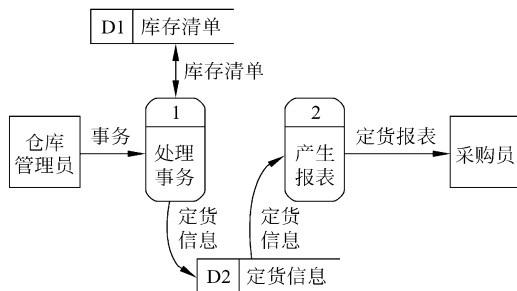 D1 库存清单
库存清单
1
2
仓库
管理员
事务
处理
事务
产生
报表
定货报表
采购员
定货
信息
定货
信息
D2 定货信息